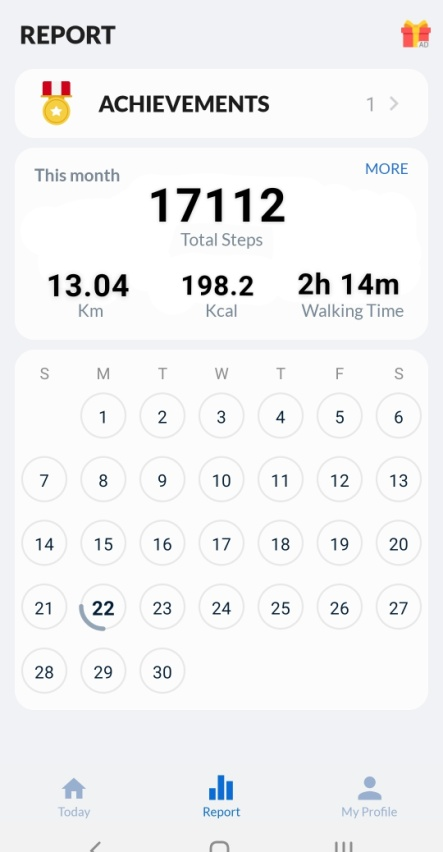 REPORT
AD
ACHIEVEMENTS 1
This month MORE
17112
Total Steps
13.04 198.2 2h 14m
Km Kcal Walking Time
S M T W T F S
1 2 3 4 5 6
7 8 9 10 11 12 13
14 15 16 17 18 19 20
21 22 23 24 25 26 27
28 29 30
Today Report My Profile